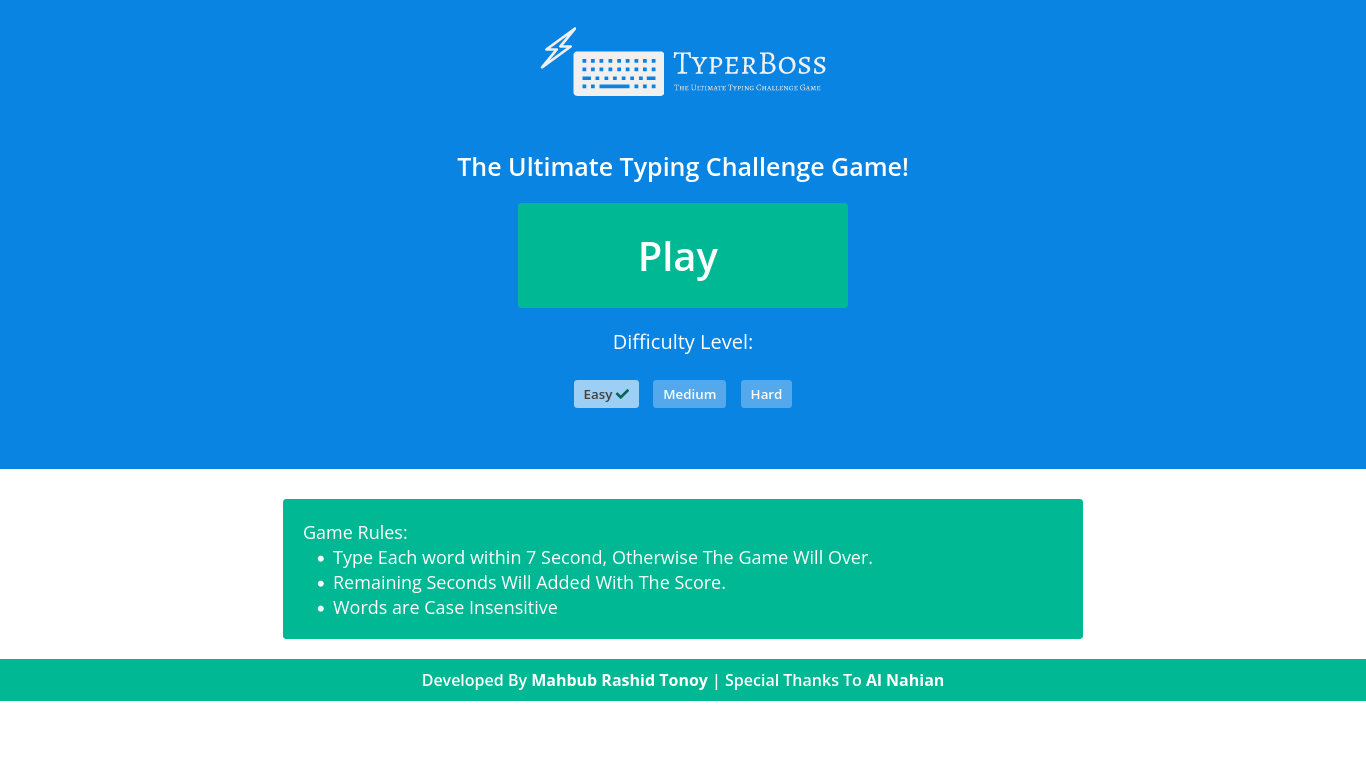 TyperBoss
The Ultimate Typing Challenge Game
The Ultimate Typing Challenge Game!
Play
Difficulty Level:
Easy Medium Hard
Game Rules:
Type Each word within 7 Second, Otherwise The Game Will Over.
Remaining Seconds Will Added With The Score.
Words are Case Insensitive
Developed By Mahbub Rashid Tonoy | Special Thanks To Al Nahian